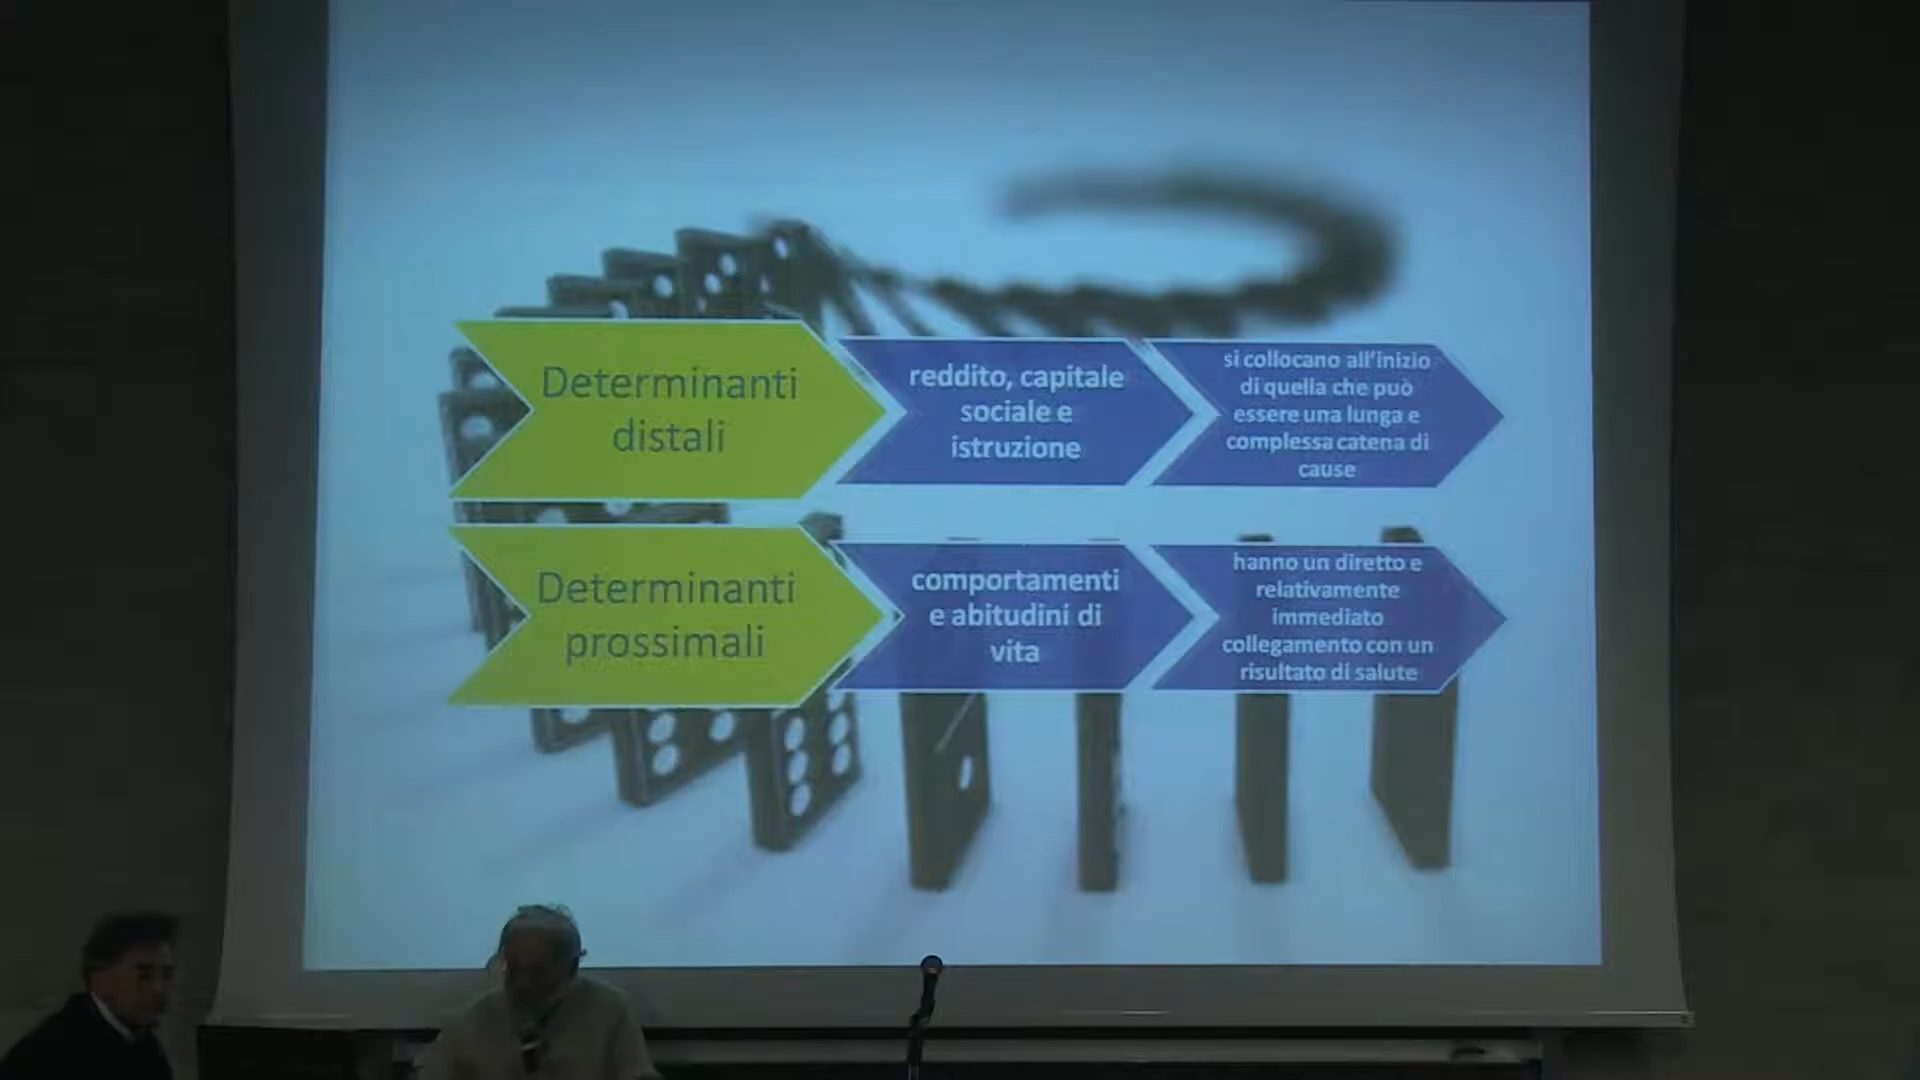 Determinanti
distali
reddito, capitale
sociale e
istruzione
si collocano all'inizio
di quella che può
essere una lunga e
complessa catena di
cause
Determinanti
prossimali
comportamenti
e abitudini di
vita
hanno un diretto e
relativamente
immediato
collegamento con un
risultato di salute